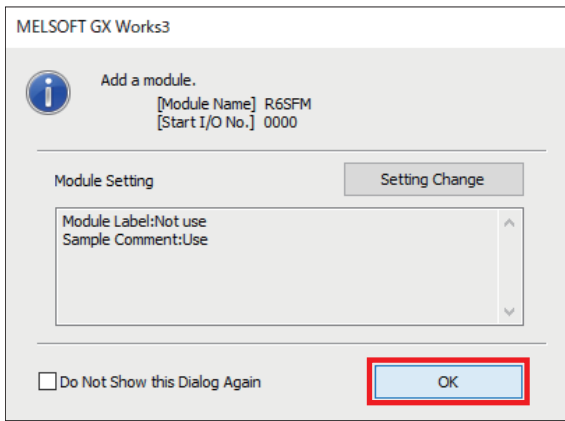 MELSOFT GX Works3
Add a module.
[Module Name] R6SFM
[Start I/O No.] 0000
Module Setting
Setting Change
Module Label:Not use
Sample Comment:Use
Do Not Show this Dialog Again
OK